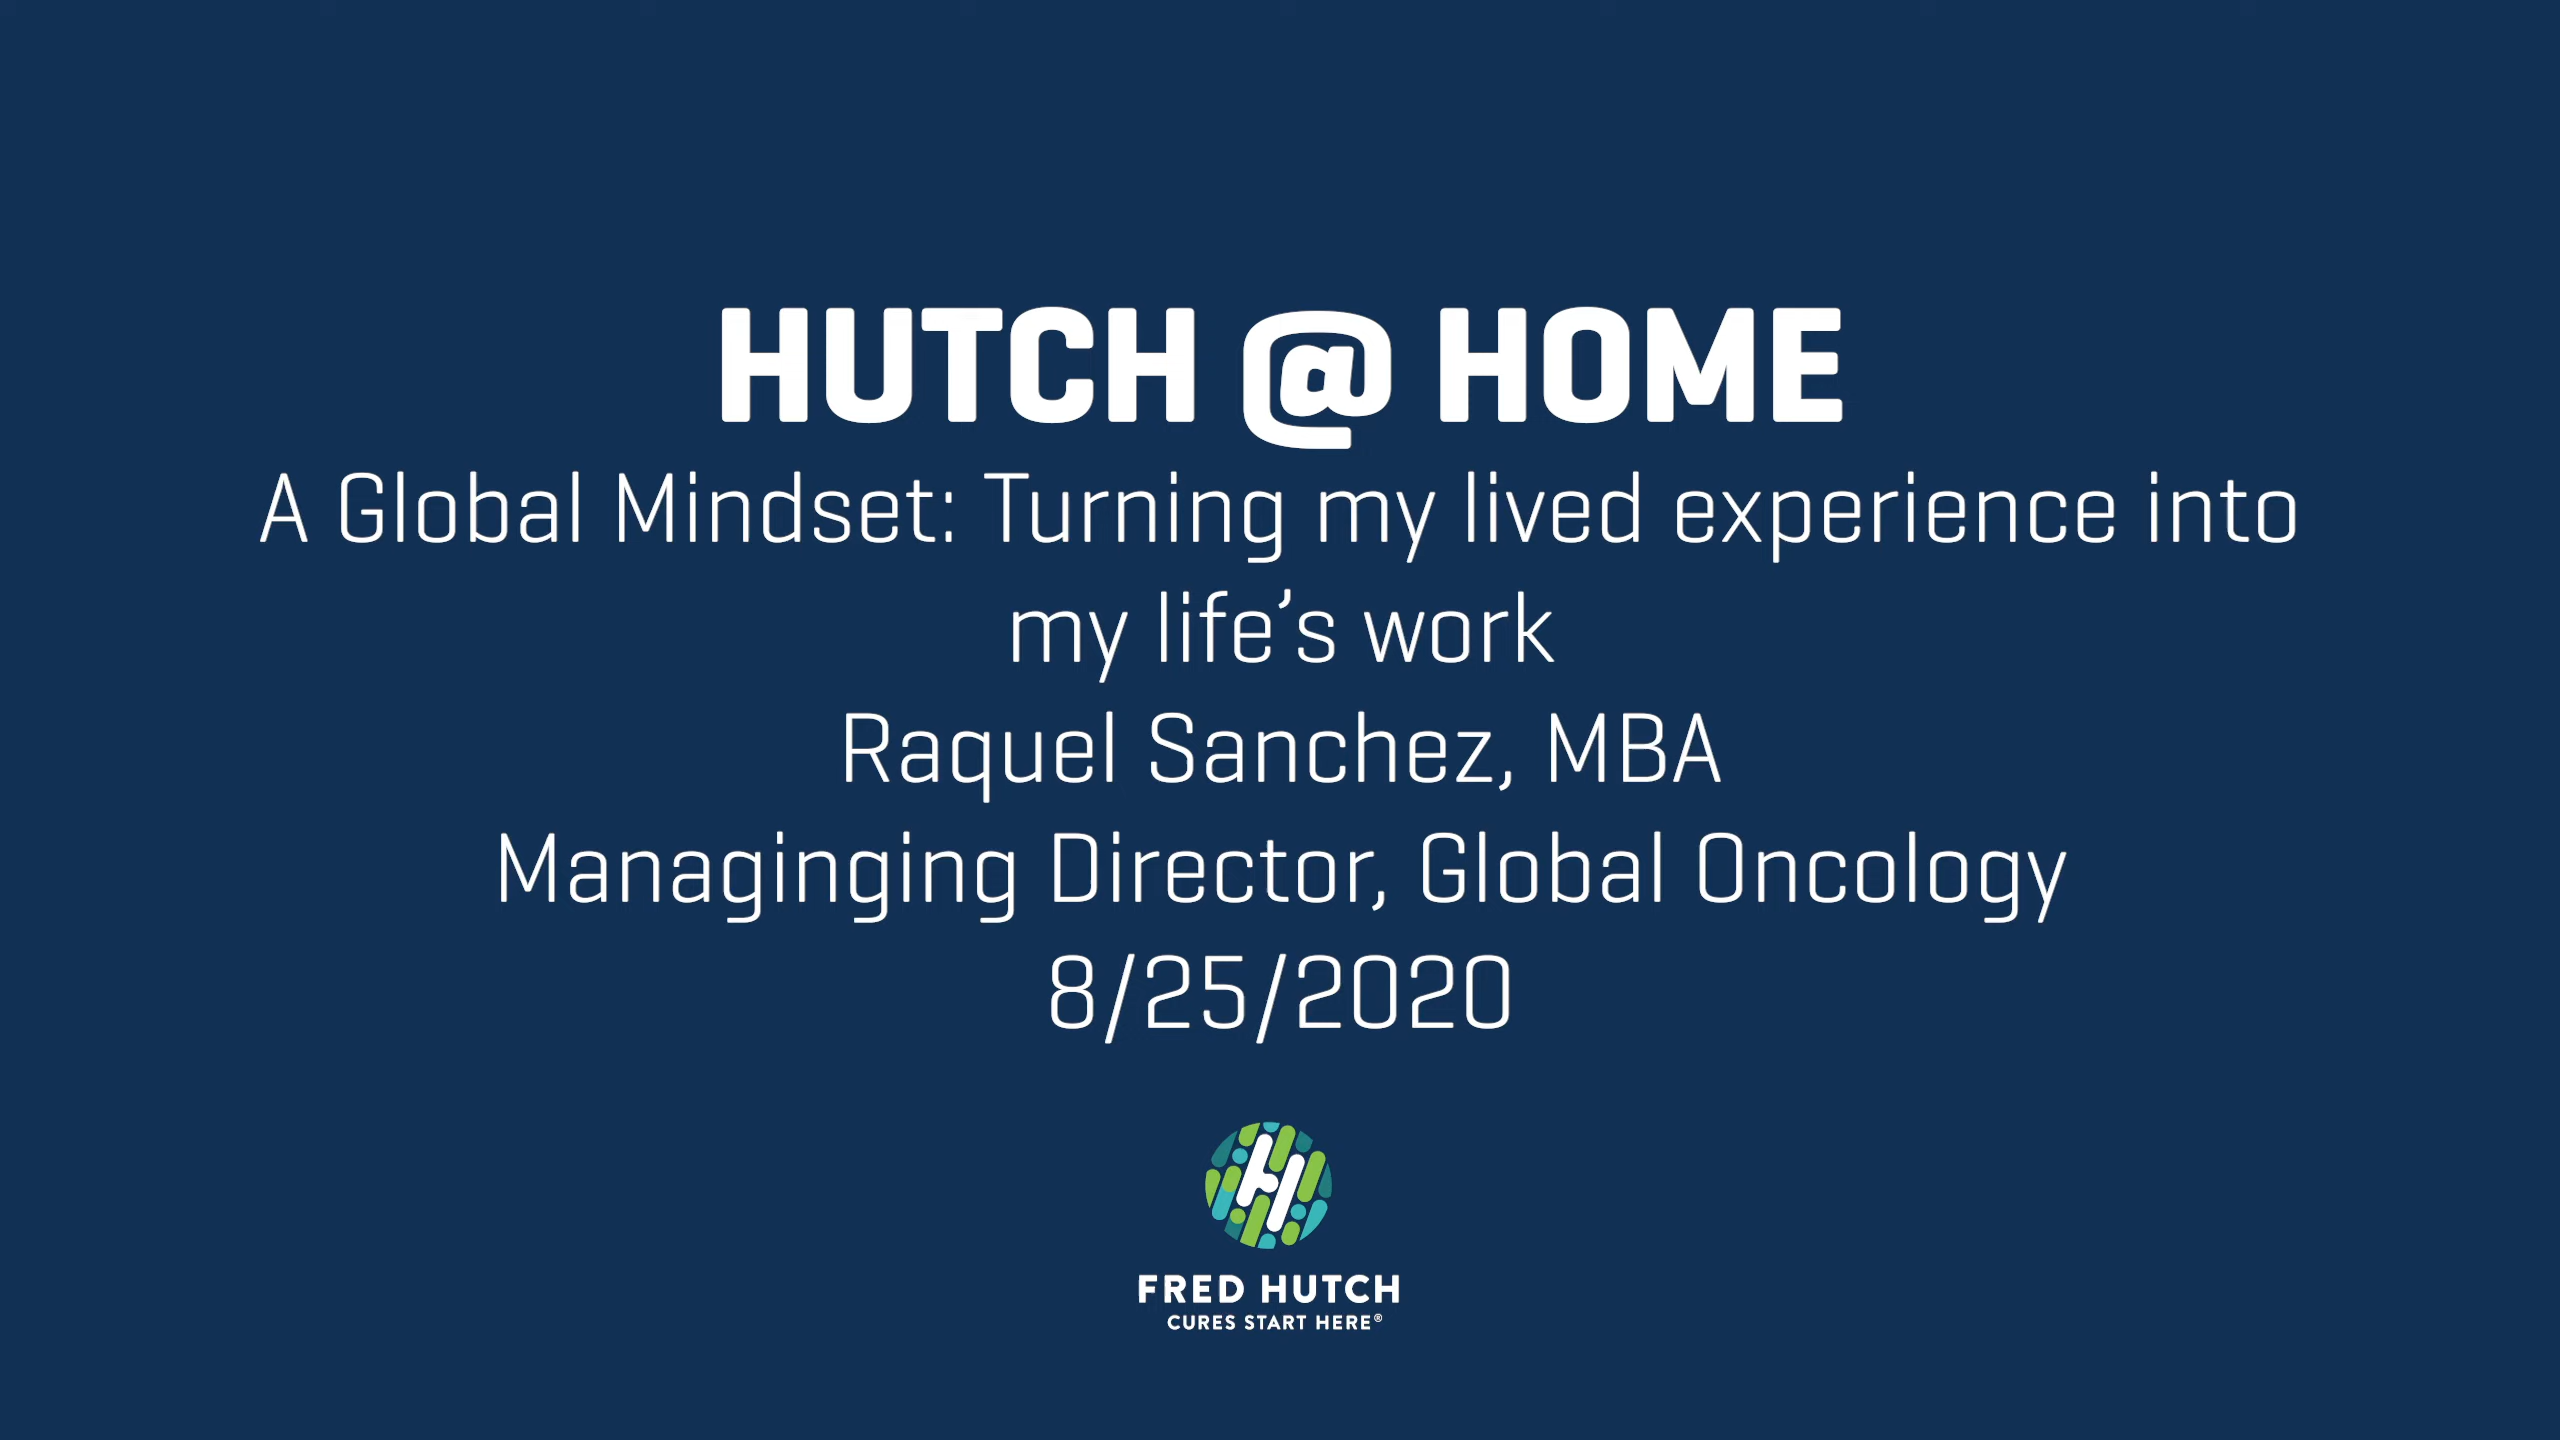 HUTCH @ HOME
A Global Mindset: Turning my lived experience into
my life’s work
Raquel Sanchez, MBA
Managinging Director, Global Oncology
8/25/2020
FRED HUTCH
CURES START HERE®